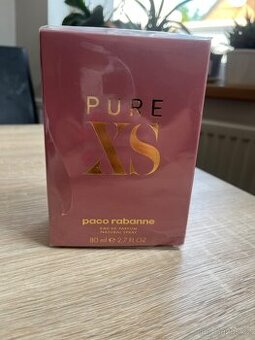 PURE
XS
paco rabanne
EAU DE PARFUM
NATURAL SPRAY
80 ml ℮ 2.7 FL.OZ